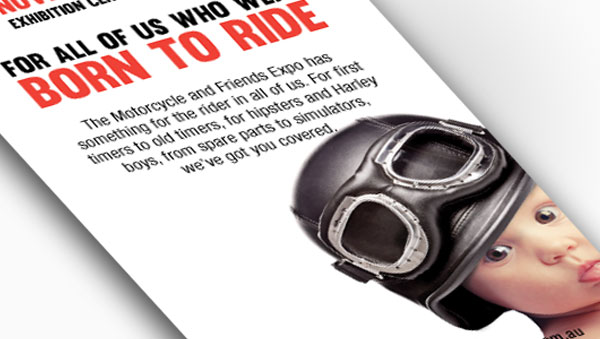 NOV
EXHIBITION CE
FOR ALL OF US WHO WE
BORN TO RIDE
The Motorcycle and Friends Expo has
something for the rider in all of us. For first
timers to old timers, for hipsters and Harley
boys, from spare parts to simulators,
we've got you covered.
m.au